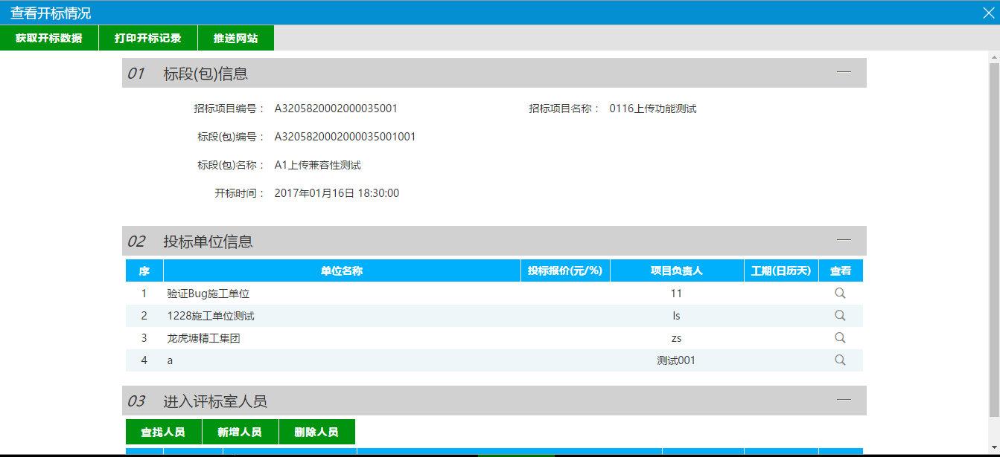 查看开标情况
获取开标数据 打印开标记录 推送网站
01 标段(包)信息
招标项目编号： A3205820002000035001 招标项目名称： 0116上传功能测试
标段(包)编号： A3205820002000035001001
标段(包)名称： A1上传兼容性测试
开标时间： 2017年01月16日 18:30:00
02 投标单位信息
序 单位名称 投标报价(元/%) 项目负责人 工期(日历天) 查看
1 验证Bug施工单位 11
2 1228施工单位测试 ls
3 龙虎塘精工集团 zs
4 a 测试001
03 进入评标室人员
查找人员 新增人员 删除人员